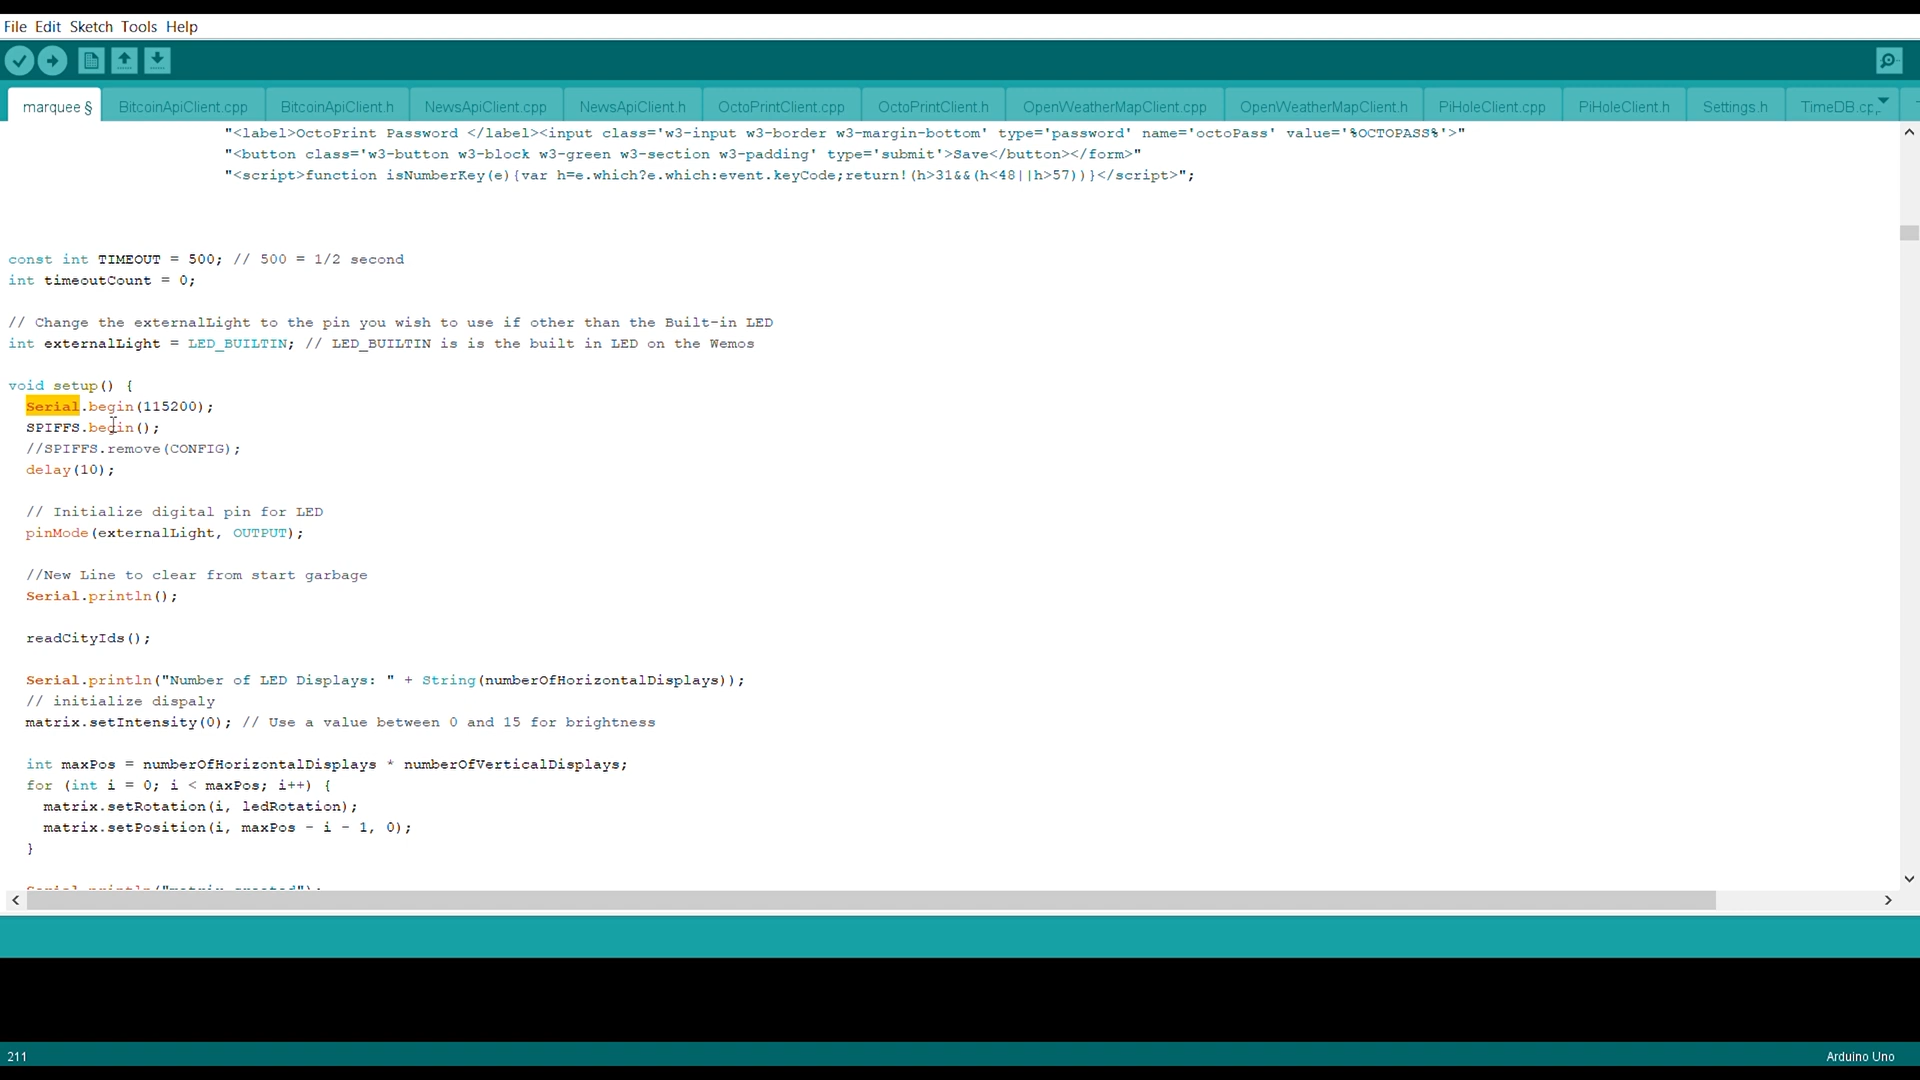 File Edit Sketch Tools Help
marquee § BitcoinApiClient.cpp BitcoinApiClient.h NewsApiClient.cpp NewsApiClient.h OctoPrintClient.cpp OctoPrintClient.h OpenWeatherMapClient.cpp OpenWeatherMapClient.h PiHoleClient.cpp PiHoleClient.h Settings.h TimeDB.cp
"<label>OctoPrint Password </label><input class='w3-input w3-border w3-margin-bottom' type='password' name='octoPass' value='%OCTOPASS%'>"
"<button class='w3-button w3-block w3-green w3-section w3-padding' type='submit'>Save</button></form>"
"<script>function isNumberKey(e){var h=e.which?e.which:event.keyCode;return!(h>31&&(h<48||h>57))}</script>";
const int TIMEOUT = 500; // 500 = 1/2 second
int timeoutCount = 0;
// Change the externalLight to the pin you wish to use if other than the Built-in LED
int externalLight = LED_BUILTIN; // LED_BUILTIN is is the built in LED on the Wemos
void setup() {
Serial.begin(115200);
SPIFFS.begin();
//SPIFFS.remove(CONFIG);
delay(10);
// Initialize digital pin for LED
pinMode(externalLight, OUTPUT);
//New Line to clear from start garbage
Serial.println();
readCityIds();
Serial.println("Number of LED Displays: " + String(numberOfHorizontalDisplays));
// initialize dispaly
matrix.setIntensity(0); // Use a value between 0 and 15 for brightness
int maxPos = numberOfHorizontalDisplays * numberOfVerticalDisplays;
for (int i = 0; i < maxPos; i++) {
matrix.setRotation(i, ledRotation);
matrix.setPosition(i, maxPos - i - 1, 0);
}
Serial.println("matrix created");
211
Arduino Uno